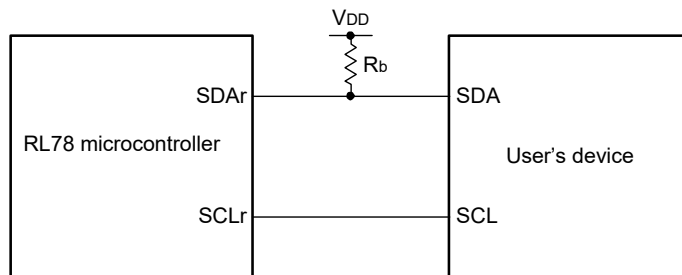 VDD
Rb
SDAr
SDA
RL78 microcontroller
User's device
SCLr
SCL